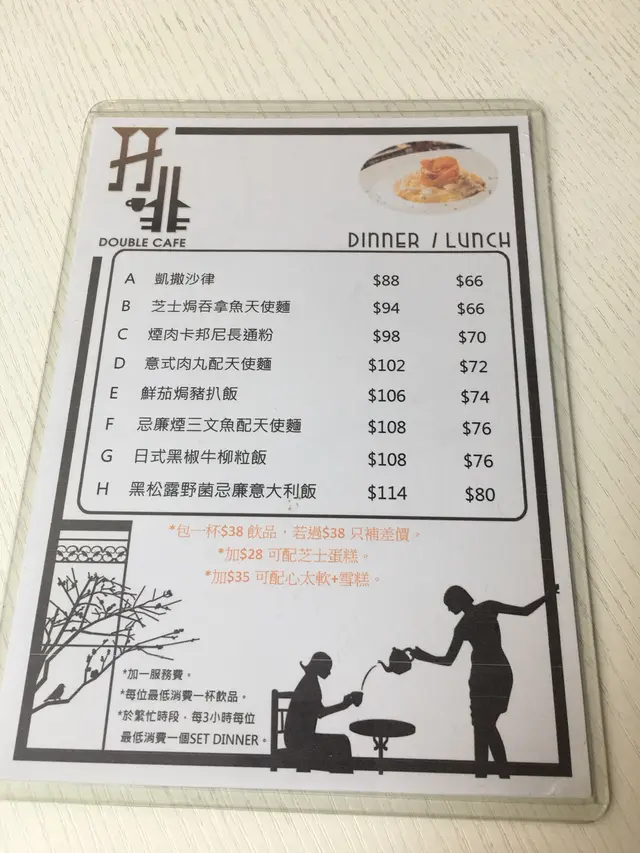 DOUBLE CAFE
DINNER / LUNCH
A 凱撒沙律 $88 $66
B 芝士焗吞拿魚天使麵 $94 $66
C 煙肉卡邦尼長通粉 $98 $70
D 意式肉丸配天使麵 $102 $72
E 鮮茄焗豬扒飯 $106 $74
F 忌廉煙三文魚配天使麵 $108 $76
G 日式黑椒牛柳粒飯 $108 $76
H 黑松露野菌忌廉意大利飯 $114 $80
*包一杯$38 飲品，若過$38 只補差價。
*加$28 可配芝士蛋糕。
*加$35 可配心太軟+雪糕。
*加一服務費。
*每位最低消費一杯飲品。
*於繁忙時段，每3小時每位
最低消費一個SET DINNER。